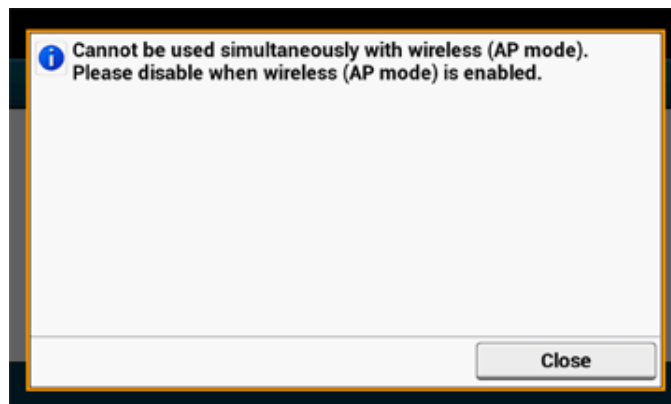 Cannot be used simultaneously with wireless (AP mode).
Please disable when wireless (AP mode) is enabled.
Close